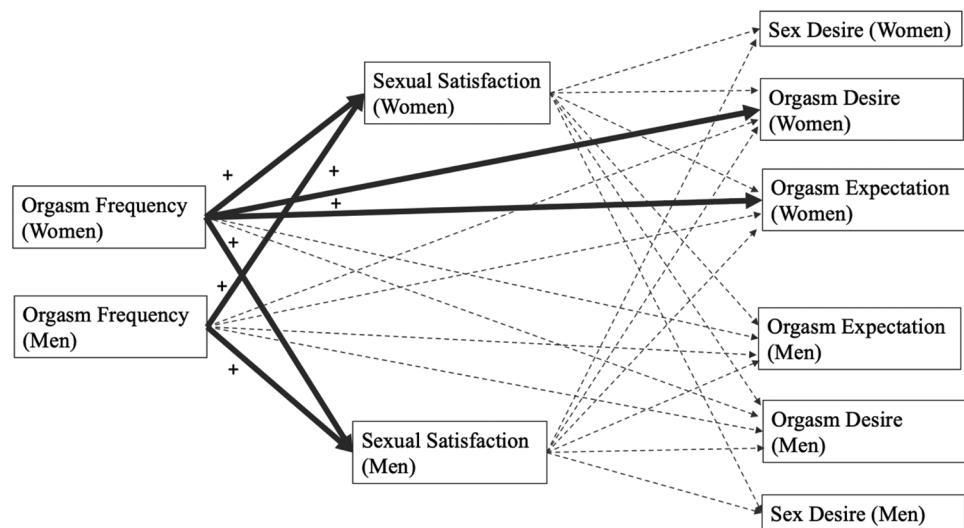 Sex Desire (Women)
Sexual Satisfaction
(Women)
Orgasm Desire
(Women)
+
+
Orgasm Expectation
(Women)
Orgasm Frequency
(Women)
+
+
+
Orgasm Frequency
(Men)
+
Orgasm Expectation
(Men)
Sexual Satisfaction
(Men)
Orgasm Desire
(Men)
Sex Desire (Men)